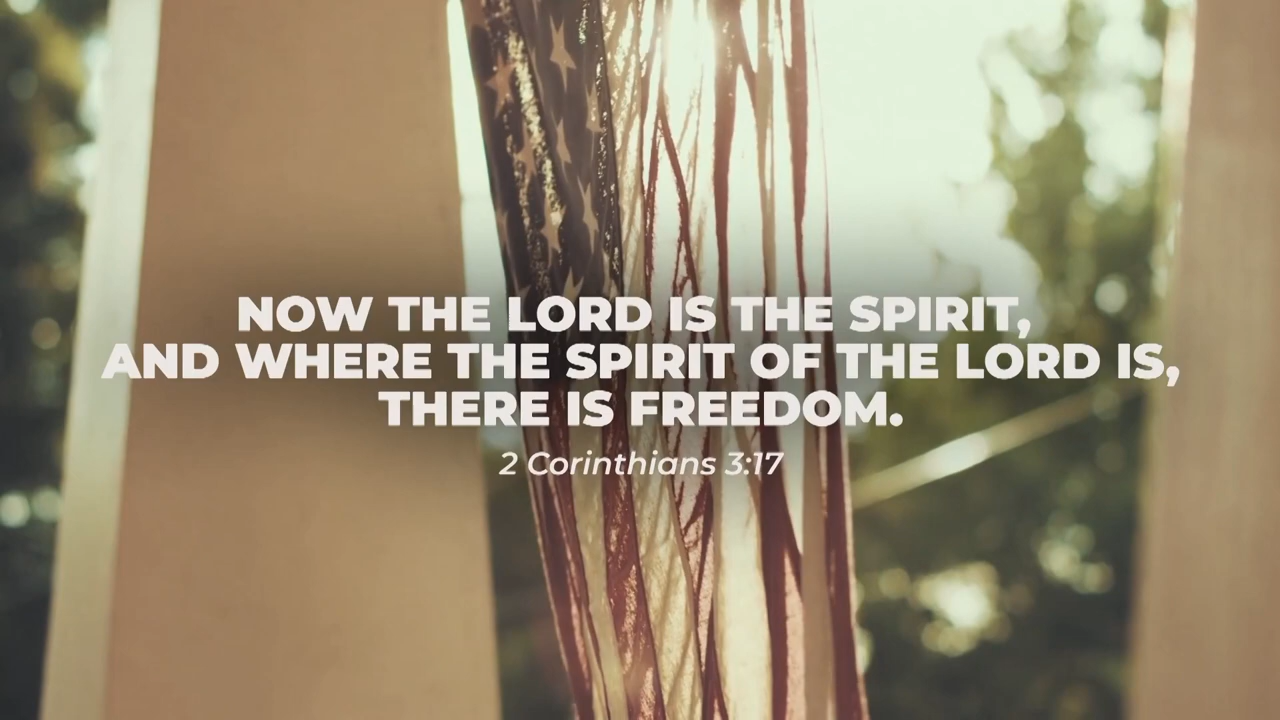 NOW THE LORD IS THE SPIRIT,
AND WHERE THE SPIRIT OF THE LORD IS,
THERE IS FREEDOM.
2 Corinthians 3:17